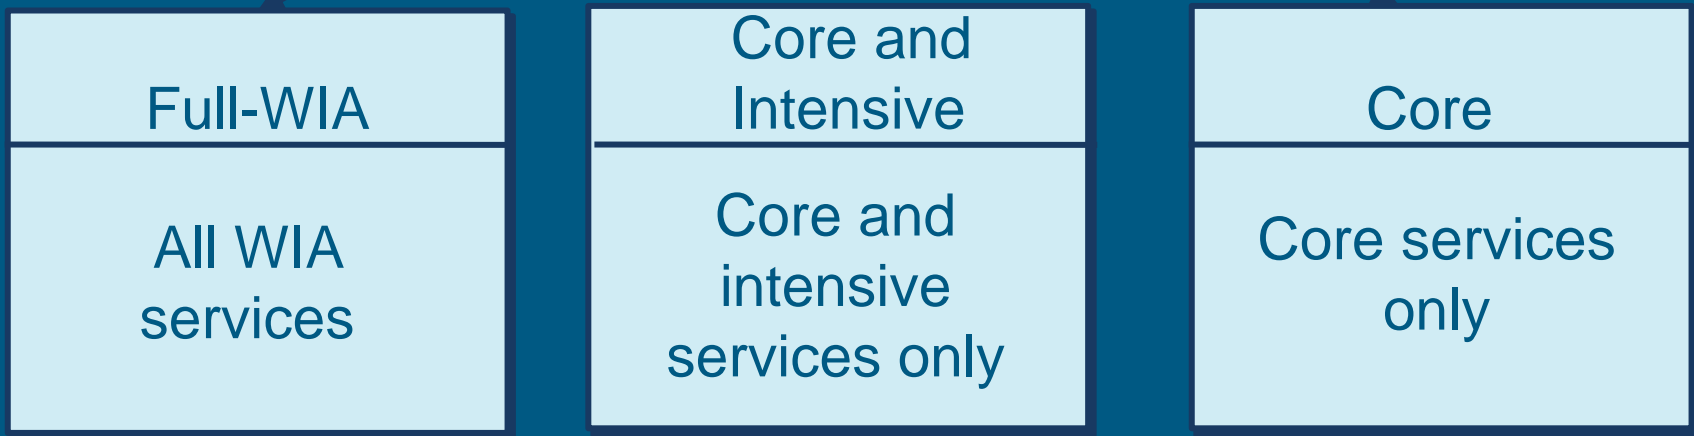 Full-WIA
All WIA
services
Core and
Intensive
Core and
intensive
services only
Core
Core services
only